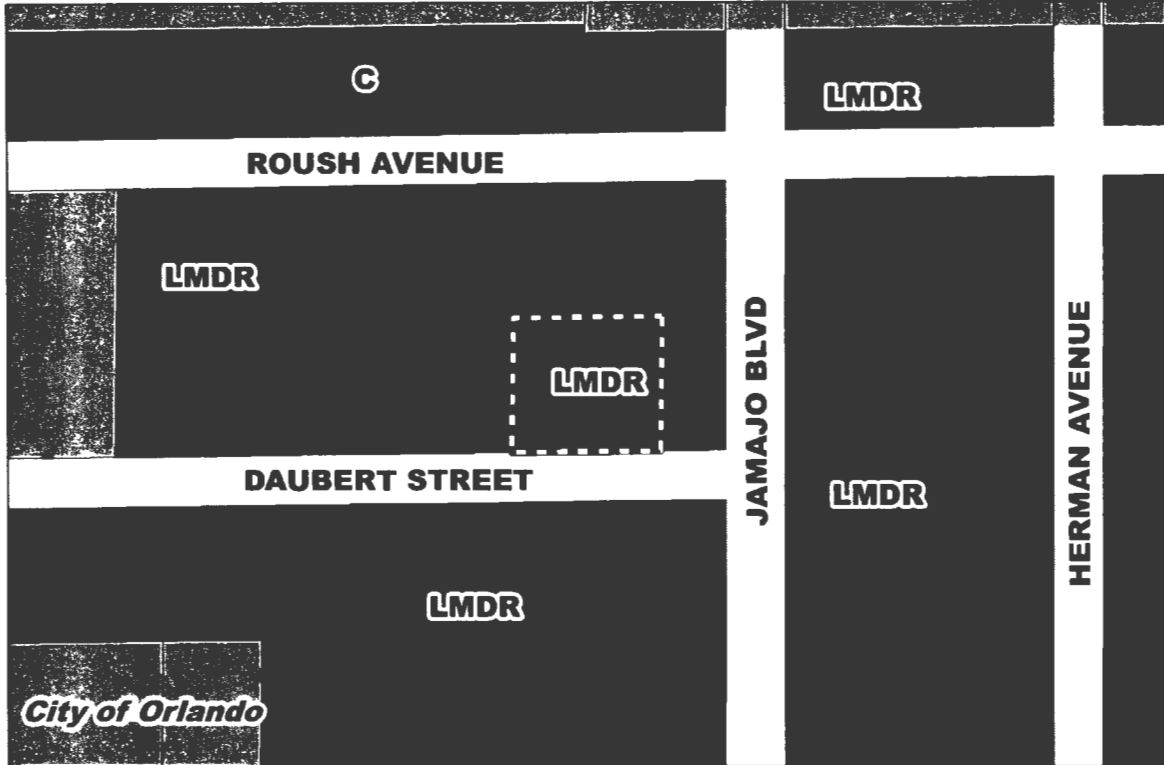 C
LMDR
ROUSH AVENUE
LMDR
LMDR
JAMAJO BLVD
HERMAN AVENUE
DAUBERT STREET
LMDR
LMDR
City of Orlando